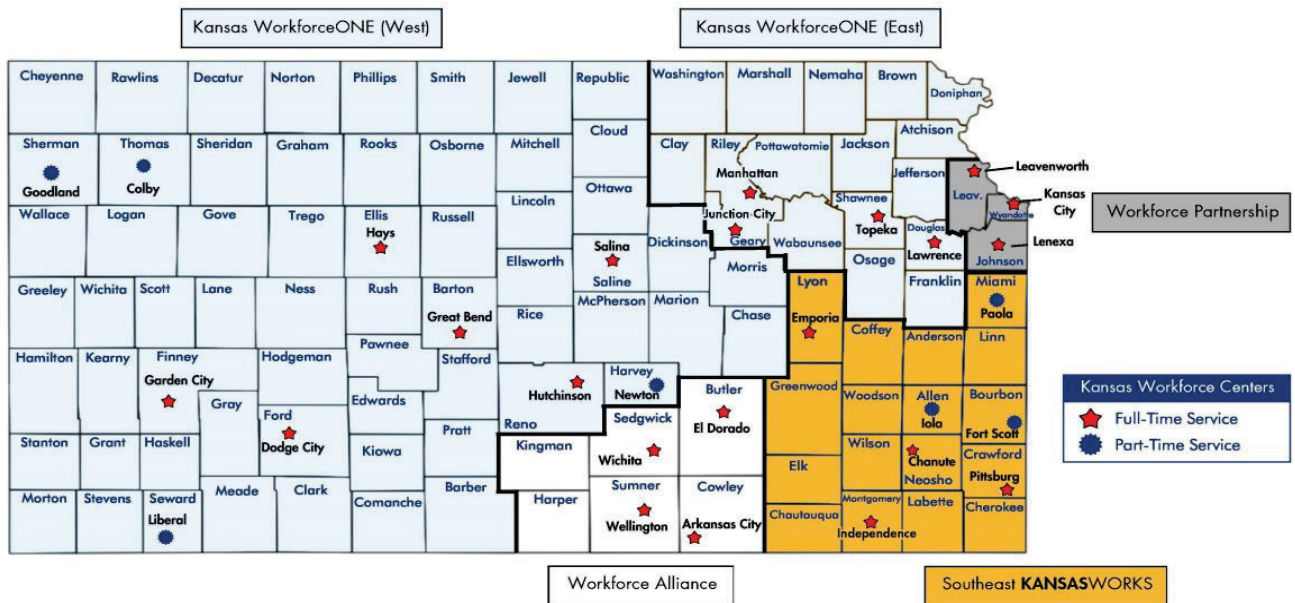 Kansas WorkforceONE (West)
Kansas WorkforceONE (East)
Cheyenne
Rawlins
Decatur
Norton
Phillips
Smith
Jewell
Republic
Washington
Marshall
Nemaha
Brown
Doniphan
Sherman
Goodland
Thomas
Colby
Sheridan
Graham
Rooks
Osborne
Mitchell
Cloud
Clay
Riley
Manhattan
Pottawatomie
Jackson
Atchison
Jefferson
Leav.
Leavenworth
Wyandotte
Kansas
City
Workforce Partnership
Ottawa
Lincoln
Wallace
Logan
Gove
Trego
Ellis
Hays
Russell
Ellsworth
Salina
Saline
Dickinson
Junction City
Geary
Wabaunsee
Shawnee
Topeka
Douglas
Lawrence
Lenexa
Johnson
Osage
Franklin
Morris
Lyon
Emporia
Miami
Paola
Greeley
Wichita
Scott
Lane
Ness
Rush
Barton
Great Bend
Rice
McPherson
Marion
Chase
Coffey
Anderson
Linn
Hamilton
Kearny
Finney
Garden City
Hodgeman
Pawnee
Stafford
Hutchinson
Reno
Harvey
Newton
Butler
El Dorado
Greenwood
Woodson
Allen
Iola
Bourbon
Fort Scott
Kansas Workforce Centers
Full-Time Service
Part-Time Service
Gray
Ford
Dodge City
Edwards
Pratt
Kiowa
Kingman
Sedgwick
Wichita
Stanton
Grant
Haskell
Elk
Wilson
Chanute
Neosho
Crawford
Pittsburg
Morton
Stevens
Seward
Liberal
Meade
Clark
Comanche
Barber
Harper
Sumner
Wellington
Cowley
Arkansas City
Chautauqua
Montgomery
Independence
Labette
Cherokee
Workforce Alliance
Southeast KANSASWORKS